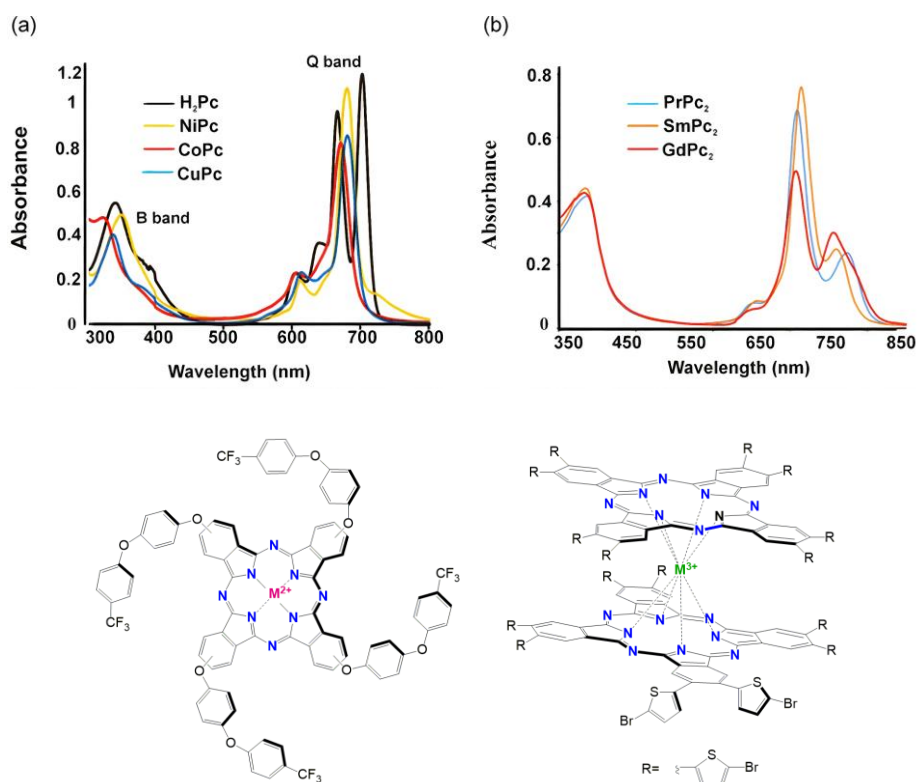 (a)
(b)
Q band
B band
H₂Pc
NiPc
CoPc
CuPc
Absorbance
1.2
1
0.8
0.6
0.4
0.2
0
300 400 500 600 700 800
Wavelength (nm)
PrPc₂
SmPc₂
GdPc₂
Absorbance
0.8
0.6
0.4
0.2
0
350 450 550 650 750 850
Wavelength (nm)
CF₃
O
O
O
O
CF₃
N
N
N
N
M²⁺
N
N
N
N
CF₃
O
O
O
O
CF₃
R
R
R
R
N
N
N
N
N
N
N
N
R
R
R
R
M³⁺
R
R
R
R
N
N
N
N
N
N
N
N
R
R
S
Br
S
Br
R=
S
Br